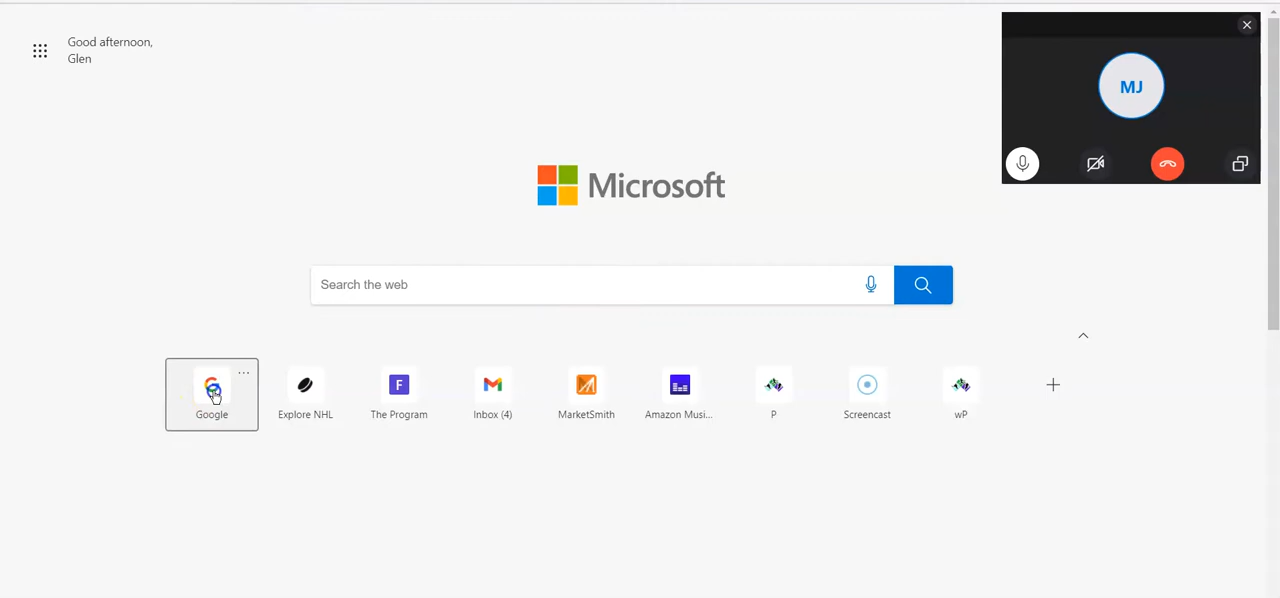 Good afternoon,
Glen
MJ
Microsoft
Search the web
F
Google
Explore NHL
The Program
Inbox (4)
MarketSmith
Amazon Musi...
P
Screencast
wP